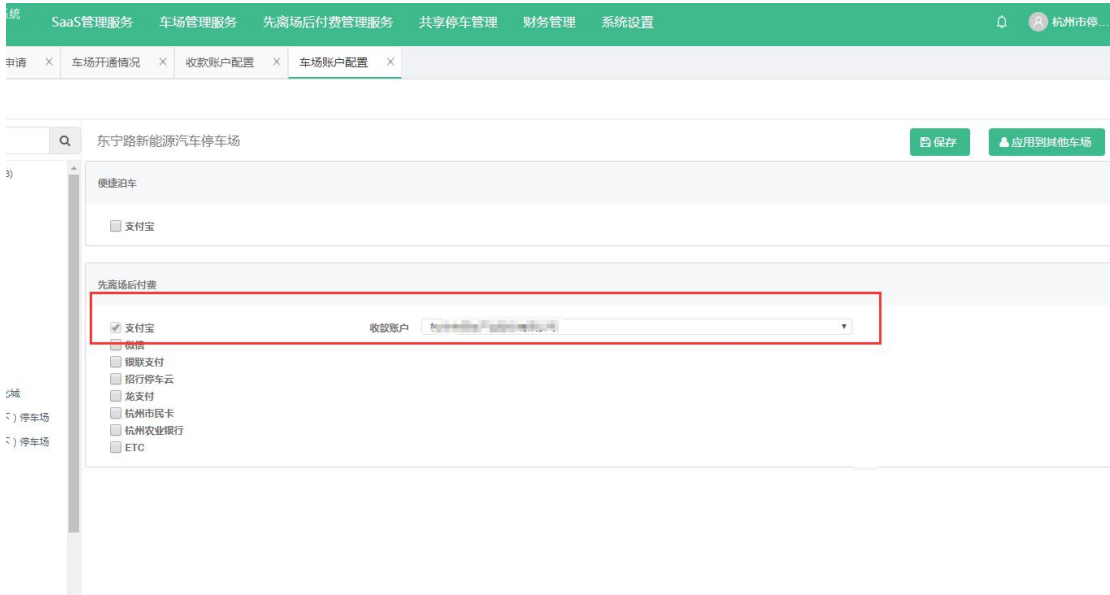 系统
SaaS管理服务 车场管理服务 先离场后付费管理服务 共享停车管理 财务管理 系统设置 杭州市停...
申请 × 车场开通情况 × 收款账户配置 × 车场账户配置 ×
东宁路新能源汽车停车场 保存 应用到其他车场
3)
便捷泊车
支付宝
先离场后付费
支付宝 收款账户
微信
银联支付
招行停车云
龙支付
化城
杭州市民卡
下）停车场
杭州农业银行
下）停车场
ETC